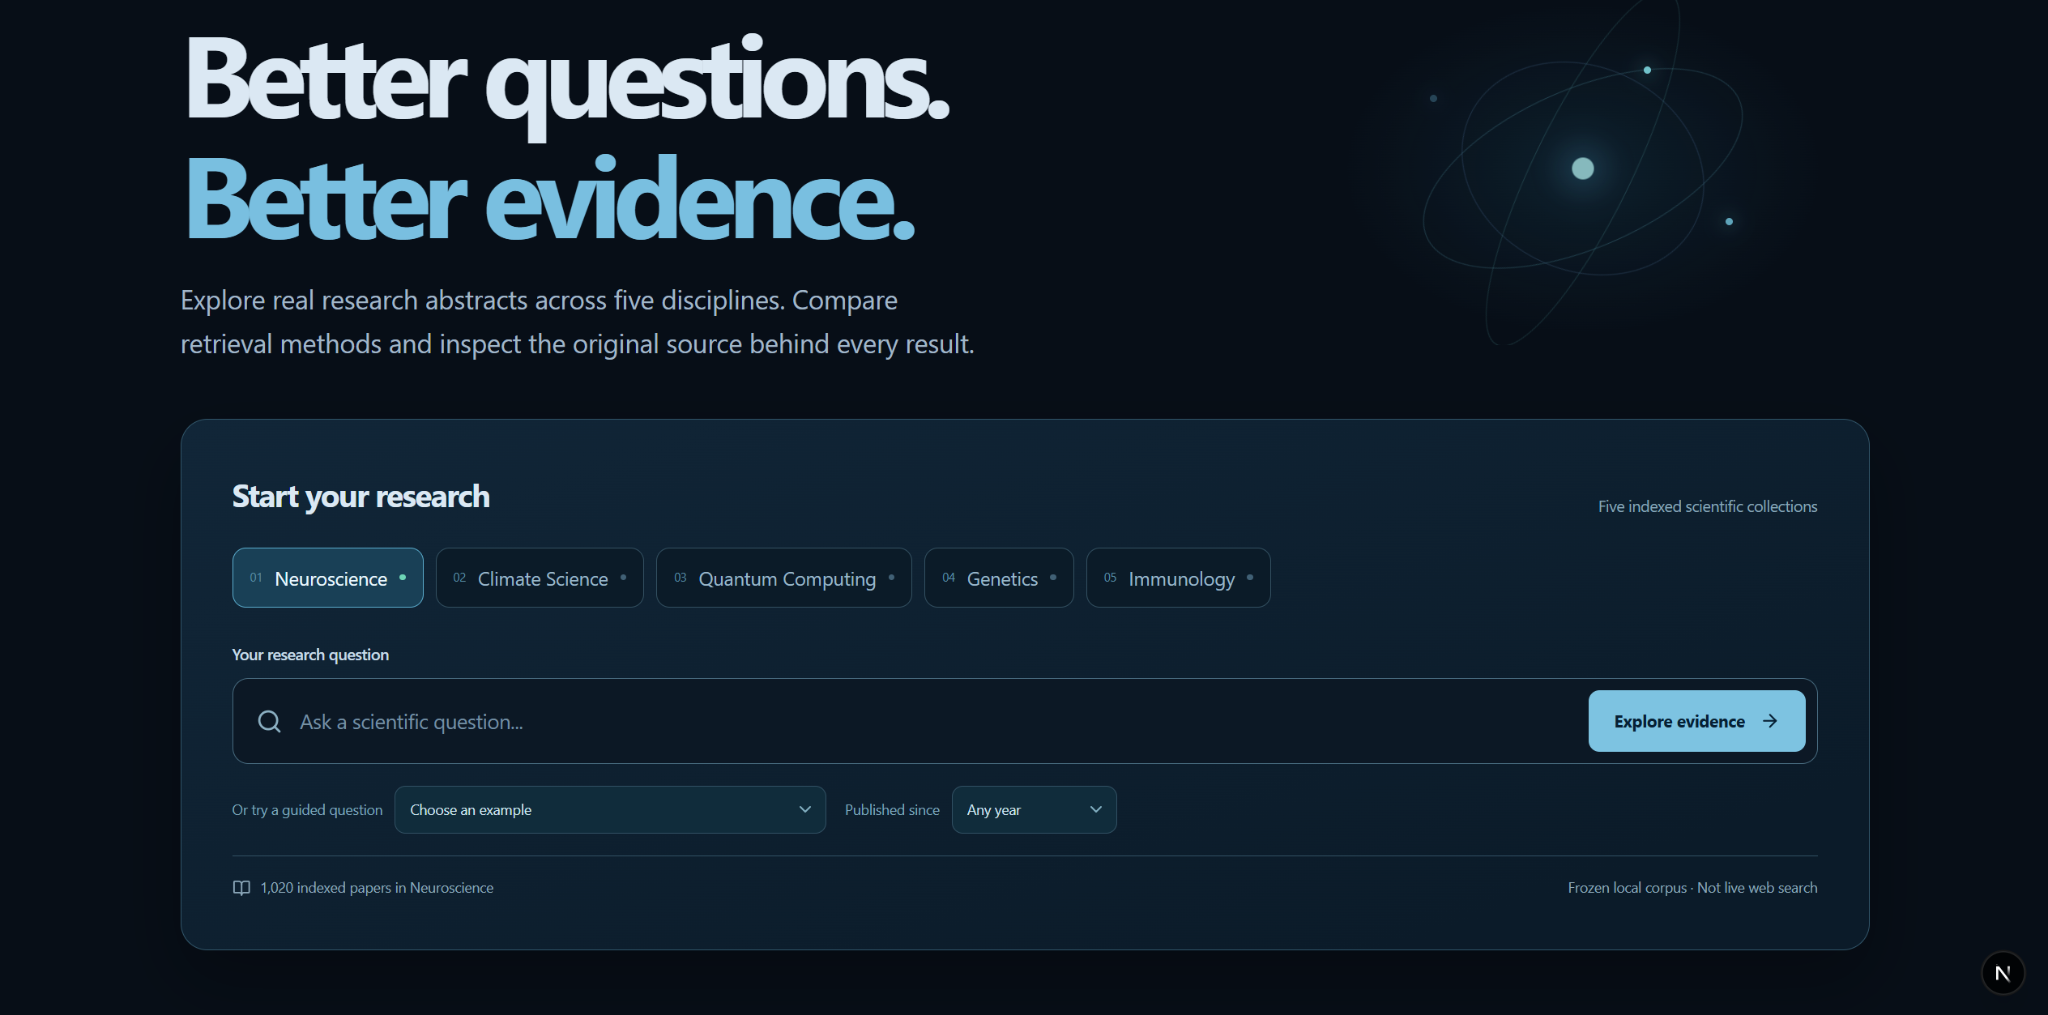 Better questions.
Better evidence.
Explore real research abstracts across five disciplines. Compare
retrieval methods and inspect the original source behind every result.
Start your research
Five indexed scientific collections
01 Neuroscience
02 Climate Science
03 Quantum Computing
04 Genetics
05 Immunology
Your research question
Ask a scientific question...
Explore evidence →
Or try a guided question
Choose an example
Published since
Any year
1,020 indexed papers in Neuroscience
Frozen local corpus · Not live web search
N